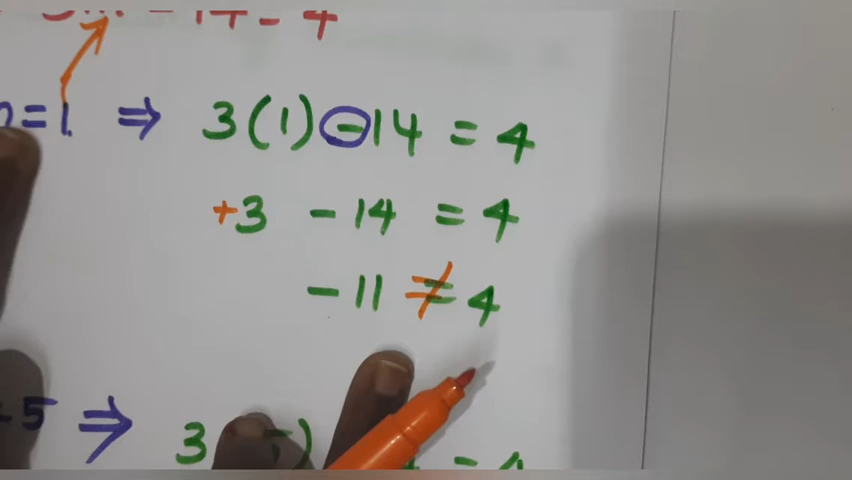 - 14 = 4
= 1 ⇒ 3(1) - 14 = 4
+3 - 14 = 4
- 11 ≠ 4
5 ⇒ 3 )